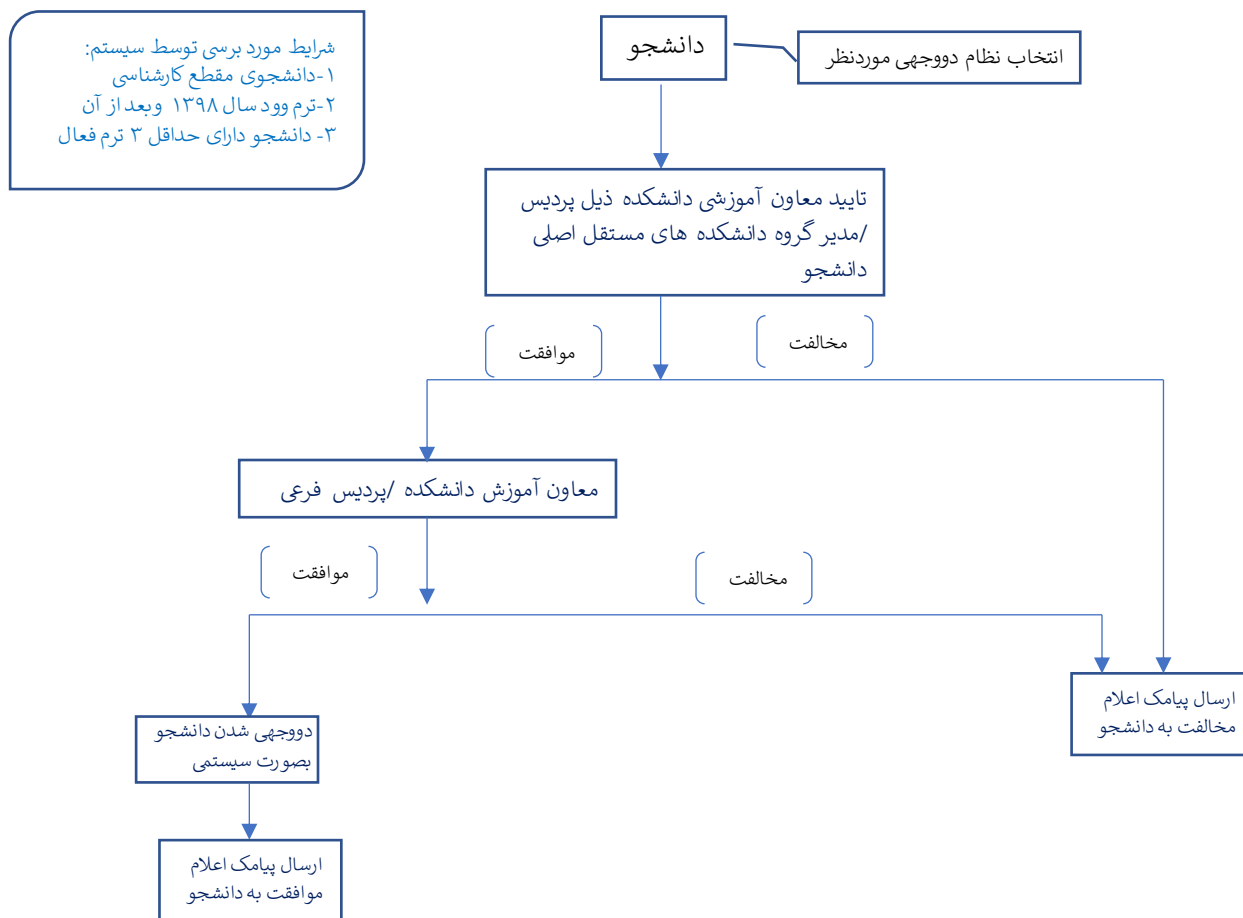 شرایط مورد برسی توسط سیستم:
۱-دانشجوی مقطع کارشناسی
۲-ترم وود سال ۱۳۹۸ وبعد از آن
۳- دانشجو دارای حداقل ۳ ترم فعال
دانشجو
انتخاب نظام دووجهی موردنظر
تایید معاون آموزشی دانشکده ذیل پردیس
/مدیر گروه دانشکده های مستقل اصلی
دانشجو
مخالفت
موافقت
معاون آموزش دانشکده /پردیس فرعی
مخالفت
موافقت
ارسال پیامک اعلام
مخالفت به دانشجو
دووجهی شدن دانشجو
بصورت سیستمی
ارسال پیامک اعلام
موافقت به دانشجو